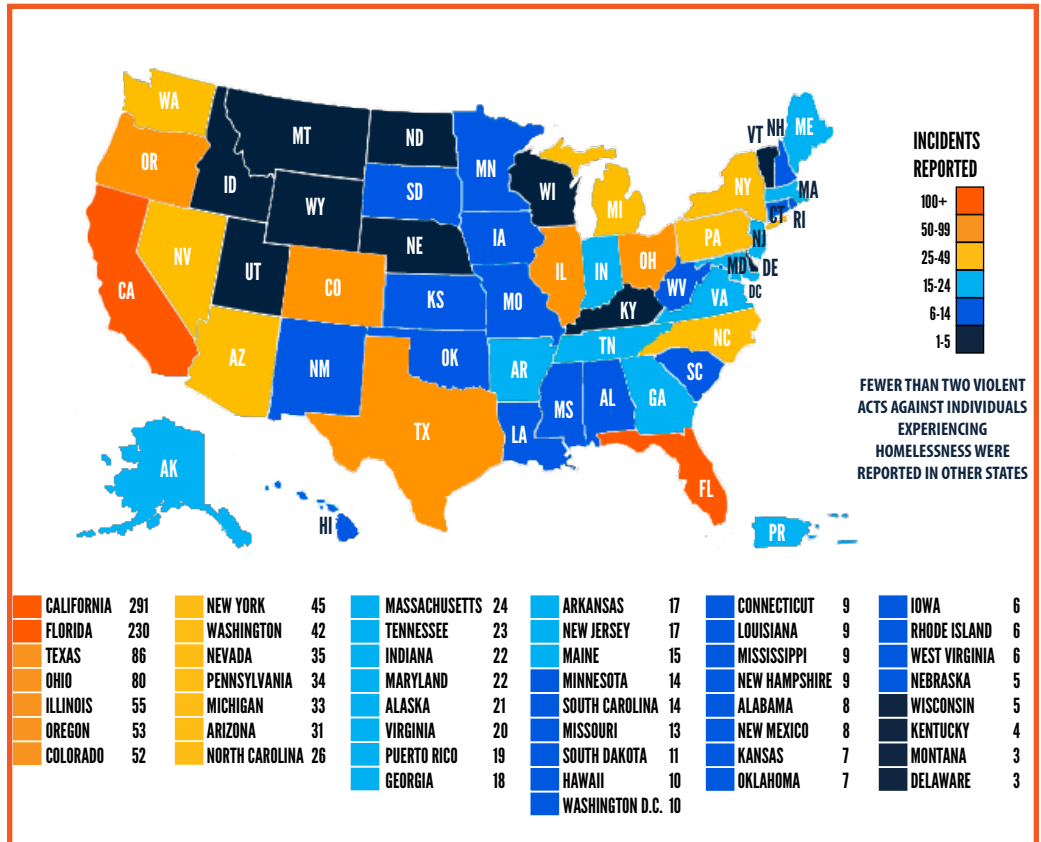 WA
OR
CA
NV
ID
MT
WY
UT
AZ
CO
NM
ND
SD
NE
KS
OK
TX
MN
IA
MO
AR
LA
WI
IL
MS
MI
IN
KY
TN
AL
OH
WV
GA
FL
SC
NC
VA
PA
NY
VT
NH
ME
MA
CT
RI
NJ
MD
DE
DC
AK
HI
PR
INCIDENTS
REPORTED
100+
50-99
25-49
15-24
6-14
1-5
FEWER THAN TWO VIOLENT
ACTS AGAINST INDIVIDUALS
EXPERIENCING
HOMELESSNESS WERE
REPORTED IN OTHER STATES
CALIFORNIA 291
FLORIDA 230
TEXAS 86
OHIO 80
ILLINOIS 55
OREGON 53
COLORADO 52
NEW YORK 45
WASHINGTON 42
NEVADA 35
PENNSYLVANIA 34
MICHIGAN 33
ARIZONA 31
NORTH CAROLINA 26
MASSACHUSETTS 24
TENNESSEE 23
INDIANA 22
MARYLAND 22
ALASKA 21
VIRGINIA 20
PUERTO RICO 19
GEORGIA 18
ARKANSAS 17
NEW JERSEY 17
MAINE 15
MINNESOTA 14
SOUTH CAROLINA 14
MISSOURI 13
SOUTH DAKOTA 11
HAWAII 10
WASHINGTON D.C. 10
CONNECTICUT 9
LOUISIANA 9
MISSISSIPPI 9
NEW HAMPSHIRE 9
ALABAMA 8
NEW MEXICO 8
KANSAS 7
OKLAHOMA 7
IOWA 6
RHODE ISLAND 6
WEST VIRGINIA 6
NEBRASKA 5
WISCONSIN 5
KENTUCKY 4
MONTANA 3
DELAWARE 3